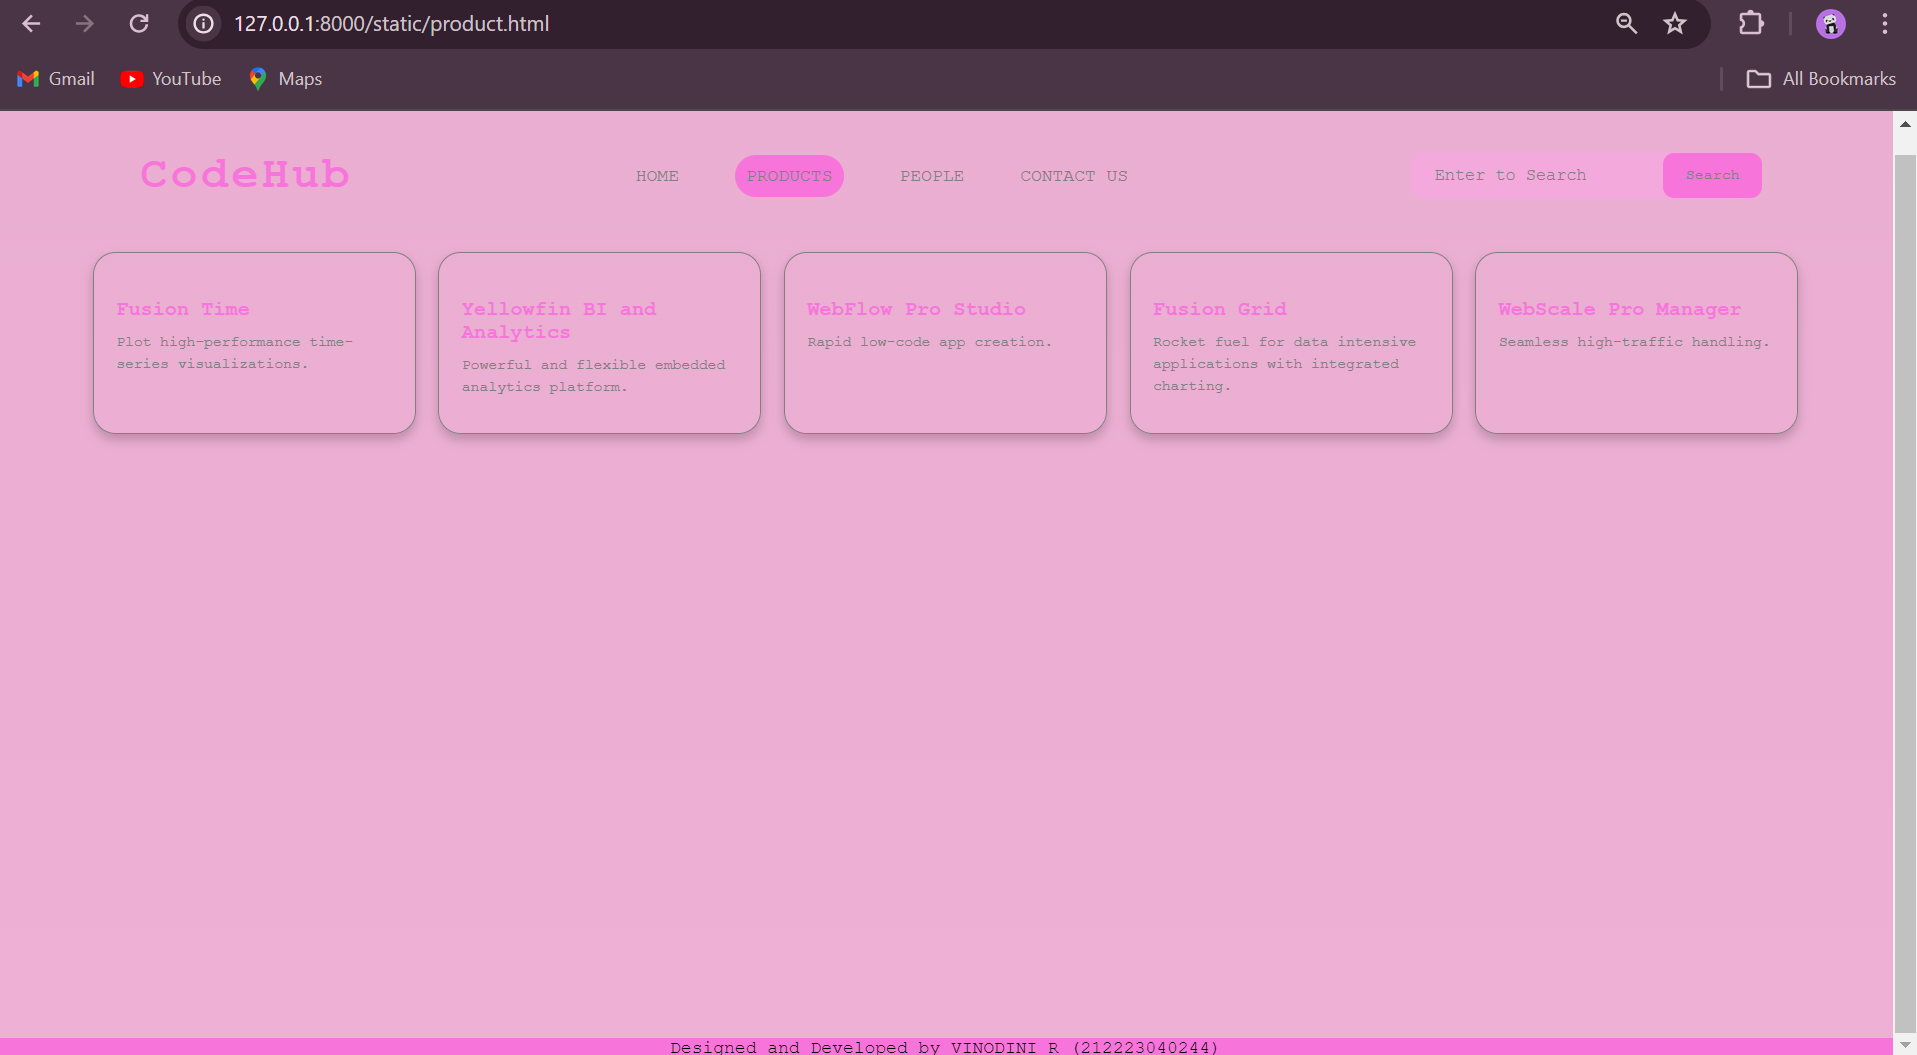 127.0.0.1:8000/static/product.html
Gmail YouTube Maps All Bookmarks
CodeHub HOME PRODUCTS PEOPLE CONTACT US Enter to Search Search
Fusion Time
Plot high-performance time-
series visualizations.
Yellowfin BI and
Analytics
Powerful and flexible embedded
analytics platform.
WebFlow Pro Studio
Rapid low-code app creation.
Fusion Grid
Rocket fuel for data intensive
applications with integrated
charting.
WebScale Pro Manager
Seamless high-traffic handling.
Designed and Developed by VINODINI R (212223040244)